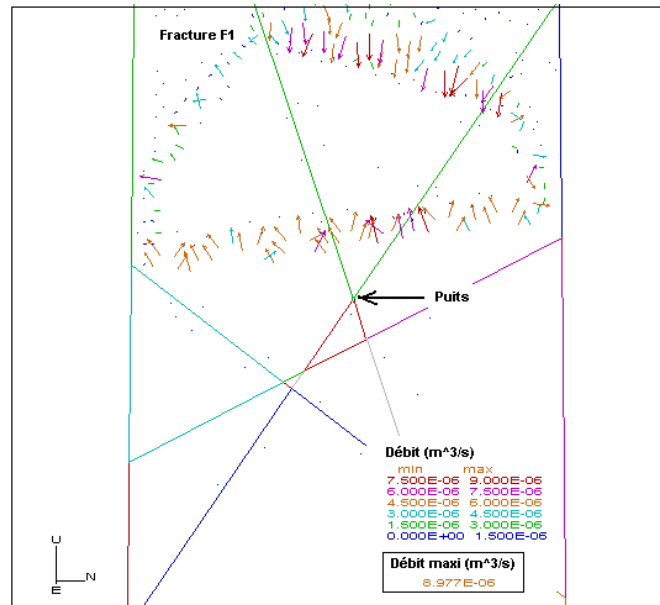 Fracture F1
Puits
Débit (m^3/s)
min max
7.500E-06 9.000E-06
6.000E-06 7.500E-06
4.500E-06 6.000E-06
3.000E-06 4.500E-06
1.500E-06 3.000E-06
0.000E+00 1.500E-06
Débit maxi (m^3/s)
8.977E-06
U
N
E